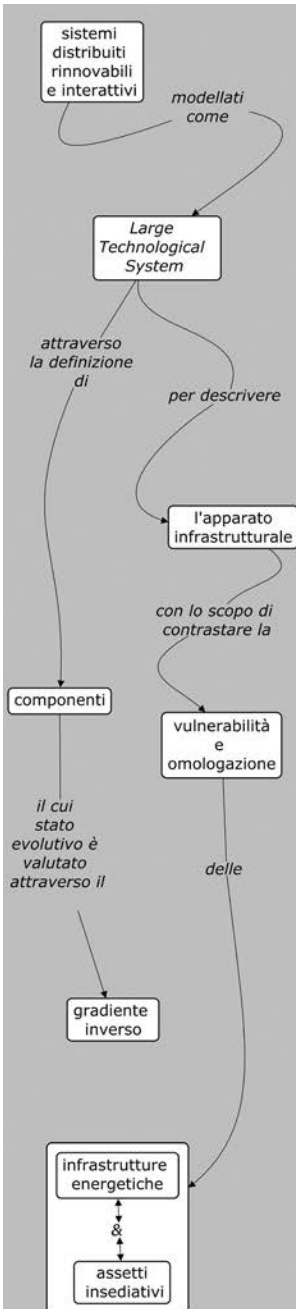 sistemi
distribuiti
rinnovabili
e interattivi
modellati
come
Large
Technological
System
attraverso
la definizione
di
per descrivere
l'apparato
infrastrutturale
con lo scopo di
contrastare la
componenti
vulnerabilità
e
omologazione
il cui
stato
evolutivo è
valutato
attraverso il
delle
gradiente
inverso
infrastrutture
energetiche
&
assetti
insediativi